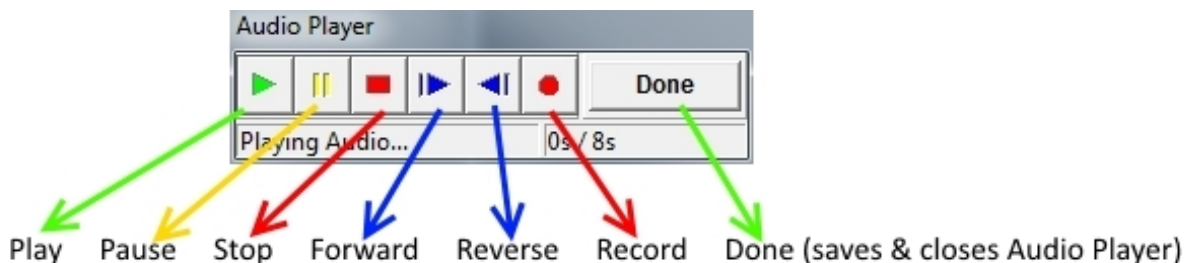 Audio Player
Done
Playing Audio... 0s / 8s
Play Pause Stop Forward Reverse Record Done (saves & closes Audio Player)